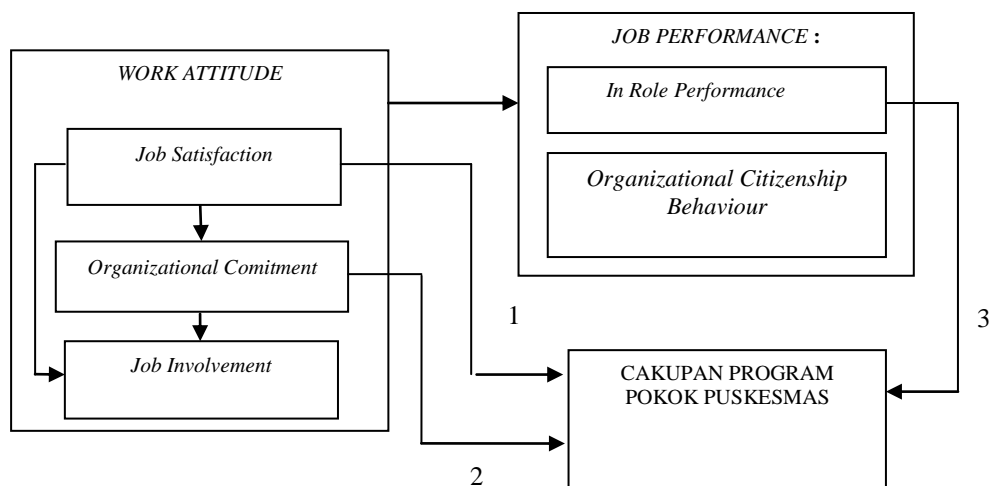 JOB PERFORMANCE :
In Role Performance
Organizational Citizenship
Behaviour
WORK ATTITUDE
Job Satisfaction
Organizational Comitment
Job Involvement
1
2
3
CAKUPAN PROGRAM
POKOK PUSKESMAS